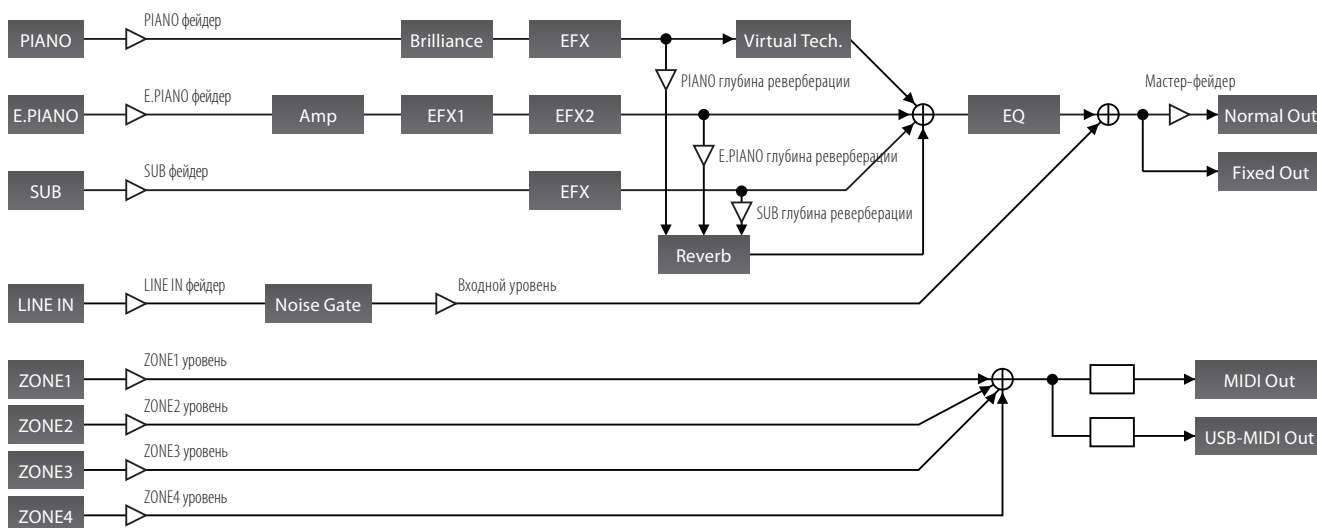 PIANO фейдер
PIANO
Brilliance
EFX
Virtual Tech.
PIANO глубина реверберации
Мастер-фейдер
E.PIANO фейдер
E.PIANO
Amp
EFX1
EFX2
EQ
Normal Out
E.PIANO глубина реверберации
SUB фейдер
SUB
EFX
Fixed Out
SUB глубина реверберации
Reverb
LINE IN фейдер
Входной уровень
LINE IN
Noise Gate
ZONE1 уровень
ZONE1
MIDI Out
ZONE2 уровень
ZONE2
USB-MIDI Out
ZONE3 уровень
ZONE3
ZONE4 уровень
ZONE4